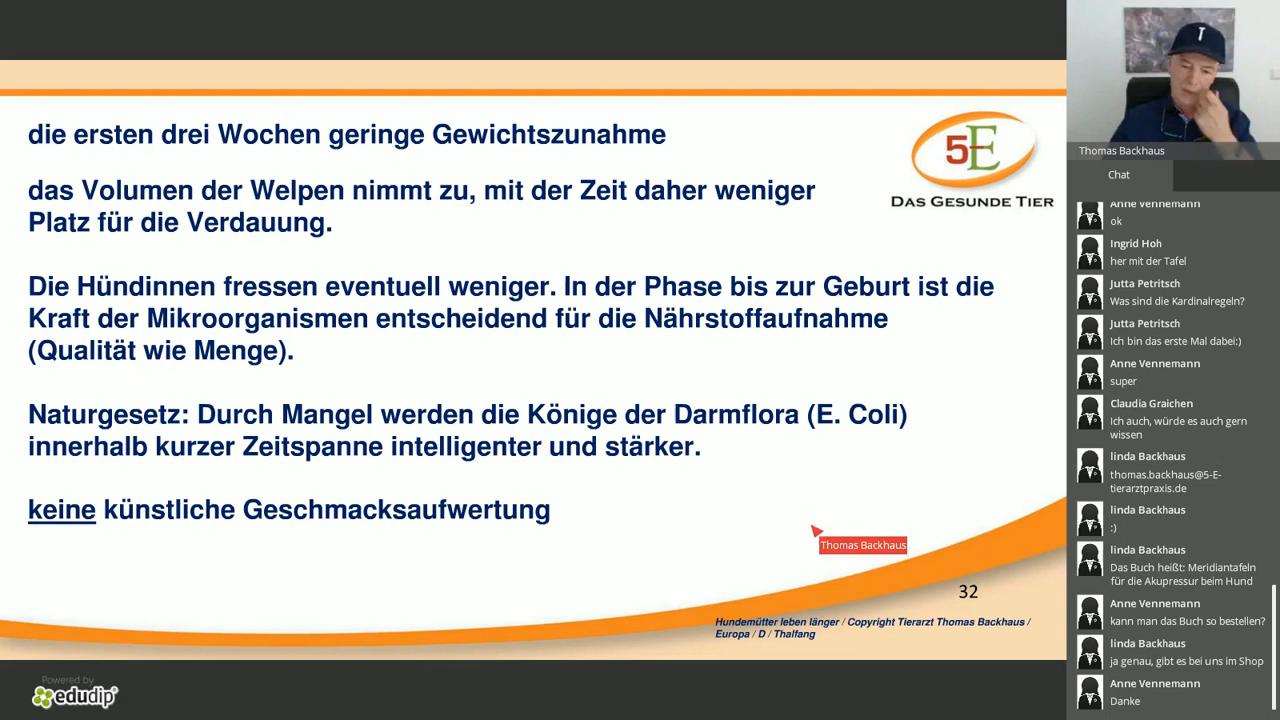 die ersten drei Wochen geringe Gewichtszunahme
das Volumen der Welpen nimmt zu, mit der Zeit daher weniger
Platz für die Verdauung.
Die Hündinnen fressen eventuell weniger. In der Phase bis zur Geburt ist die
Kraft der Mikroorganismen entscheidend für die Nährstoffaufnahme
(Qualität wie Menge).
Naturgesetz: Durch Mangel werden die Könige der Darmflora (E. Coli)
innerhalb kurzer Zeitspanne intelligenter und stärker.
keine künstliche Geschmacksaufwertung
5E
DAS GESUNDE TIER
Thomas Backhaus
32
Hundemütter leben länger / Copyright Tierarzt Thomas Backhaus /
Europa / D / Thalfang
Powered by
edudip
T
Thomas Backhaus
Chat
Anne Vennemann
ok
Ingrid Hoh
her mit der Tafel
Jutta Petritsch
Was sind die Kardinalregeln?
Jutta Petritsch
Ich bin das erste Mal dabei:)
Anne Vennemann
super
Claudia Graichen
Ich auch, würde es auch gern
wissen
linda Backhaus
thomas.backhaus@5-E-
tierarztpraxis.de
linda Backhaus
:)
linda Backhaus
Das Buch heißt: Meridiantafeln
für die Akupressur beim Hund
Anne Vennemann
kann man das Buch so bestellen?
linda Backhaus
ja genau, gibt es bei uns im Shop
Anne Vennemann
Danke